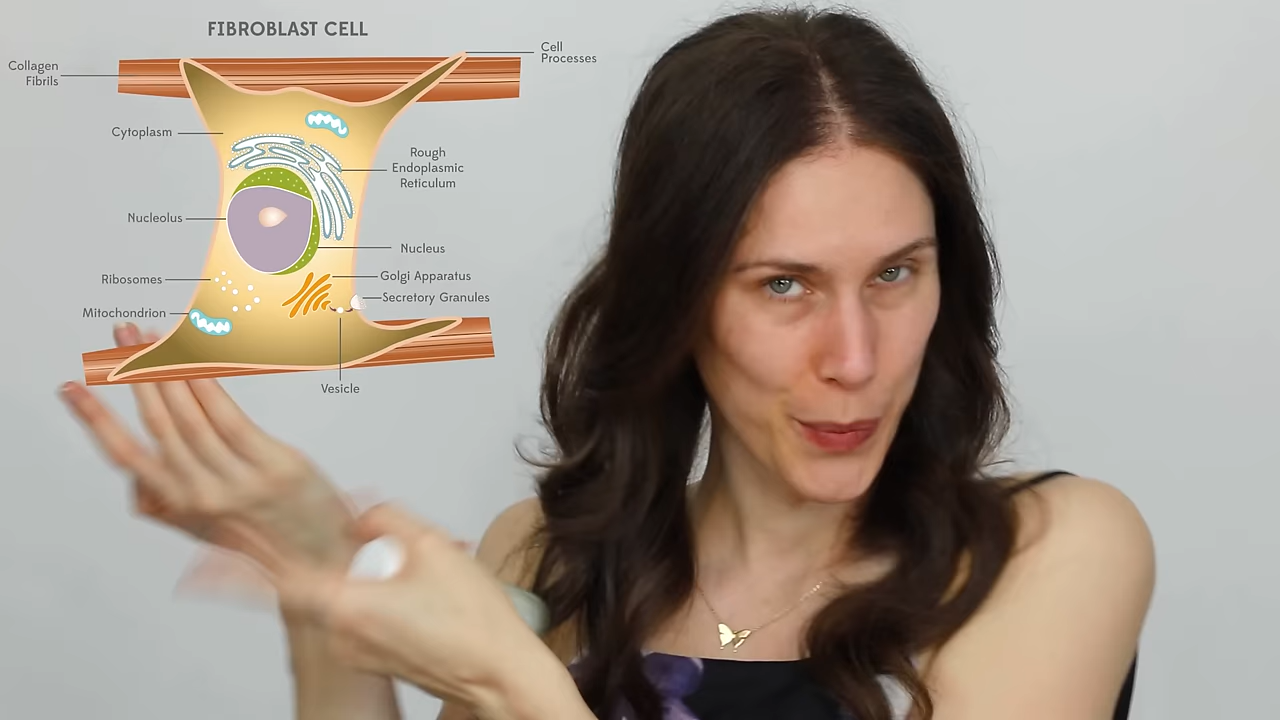 FIBROBLAST CELL
Collagen
Fibrils
Cell
Processes
Cytoplasm
Rough
Endoplasmic
Reticulum
Nucleolus
Nucleus
Ribosomes
Golgi Apparatus
Secretory Granules
Mitochondrion
Vesicle